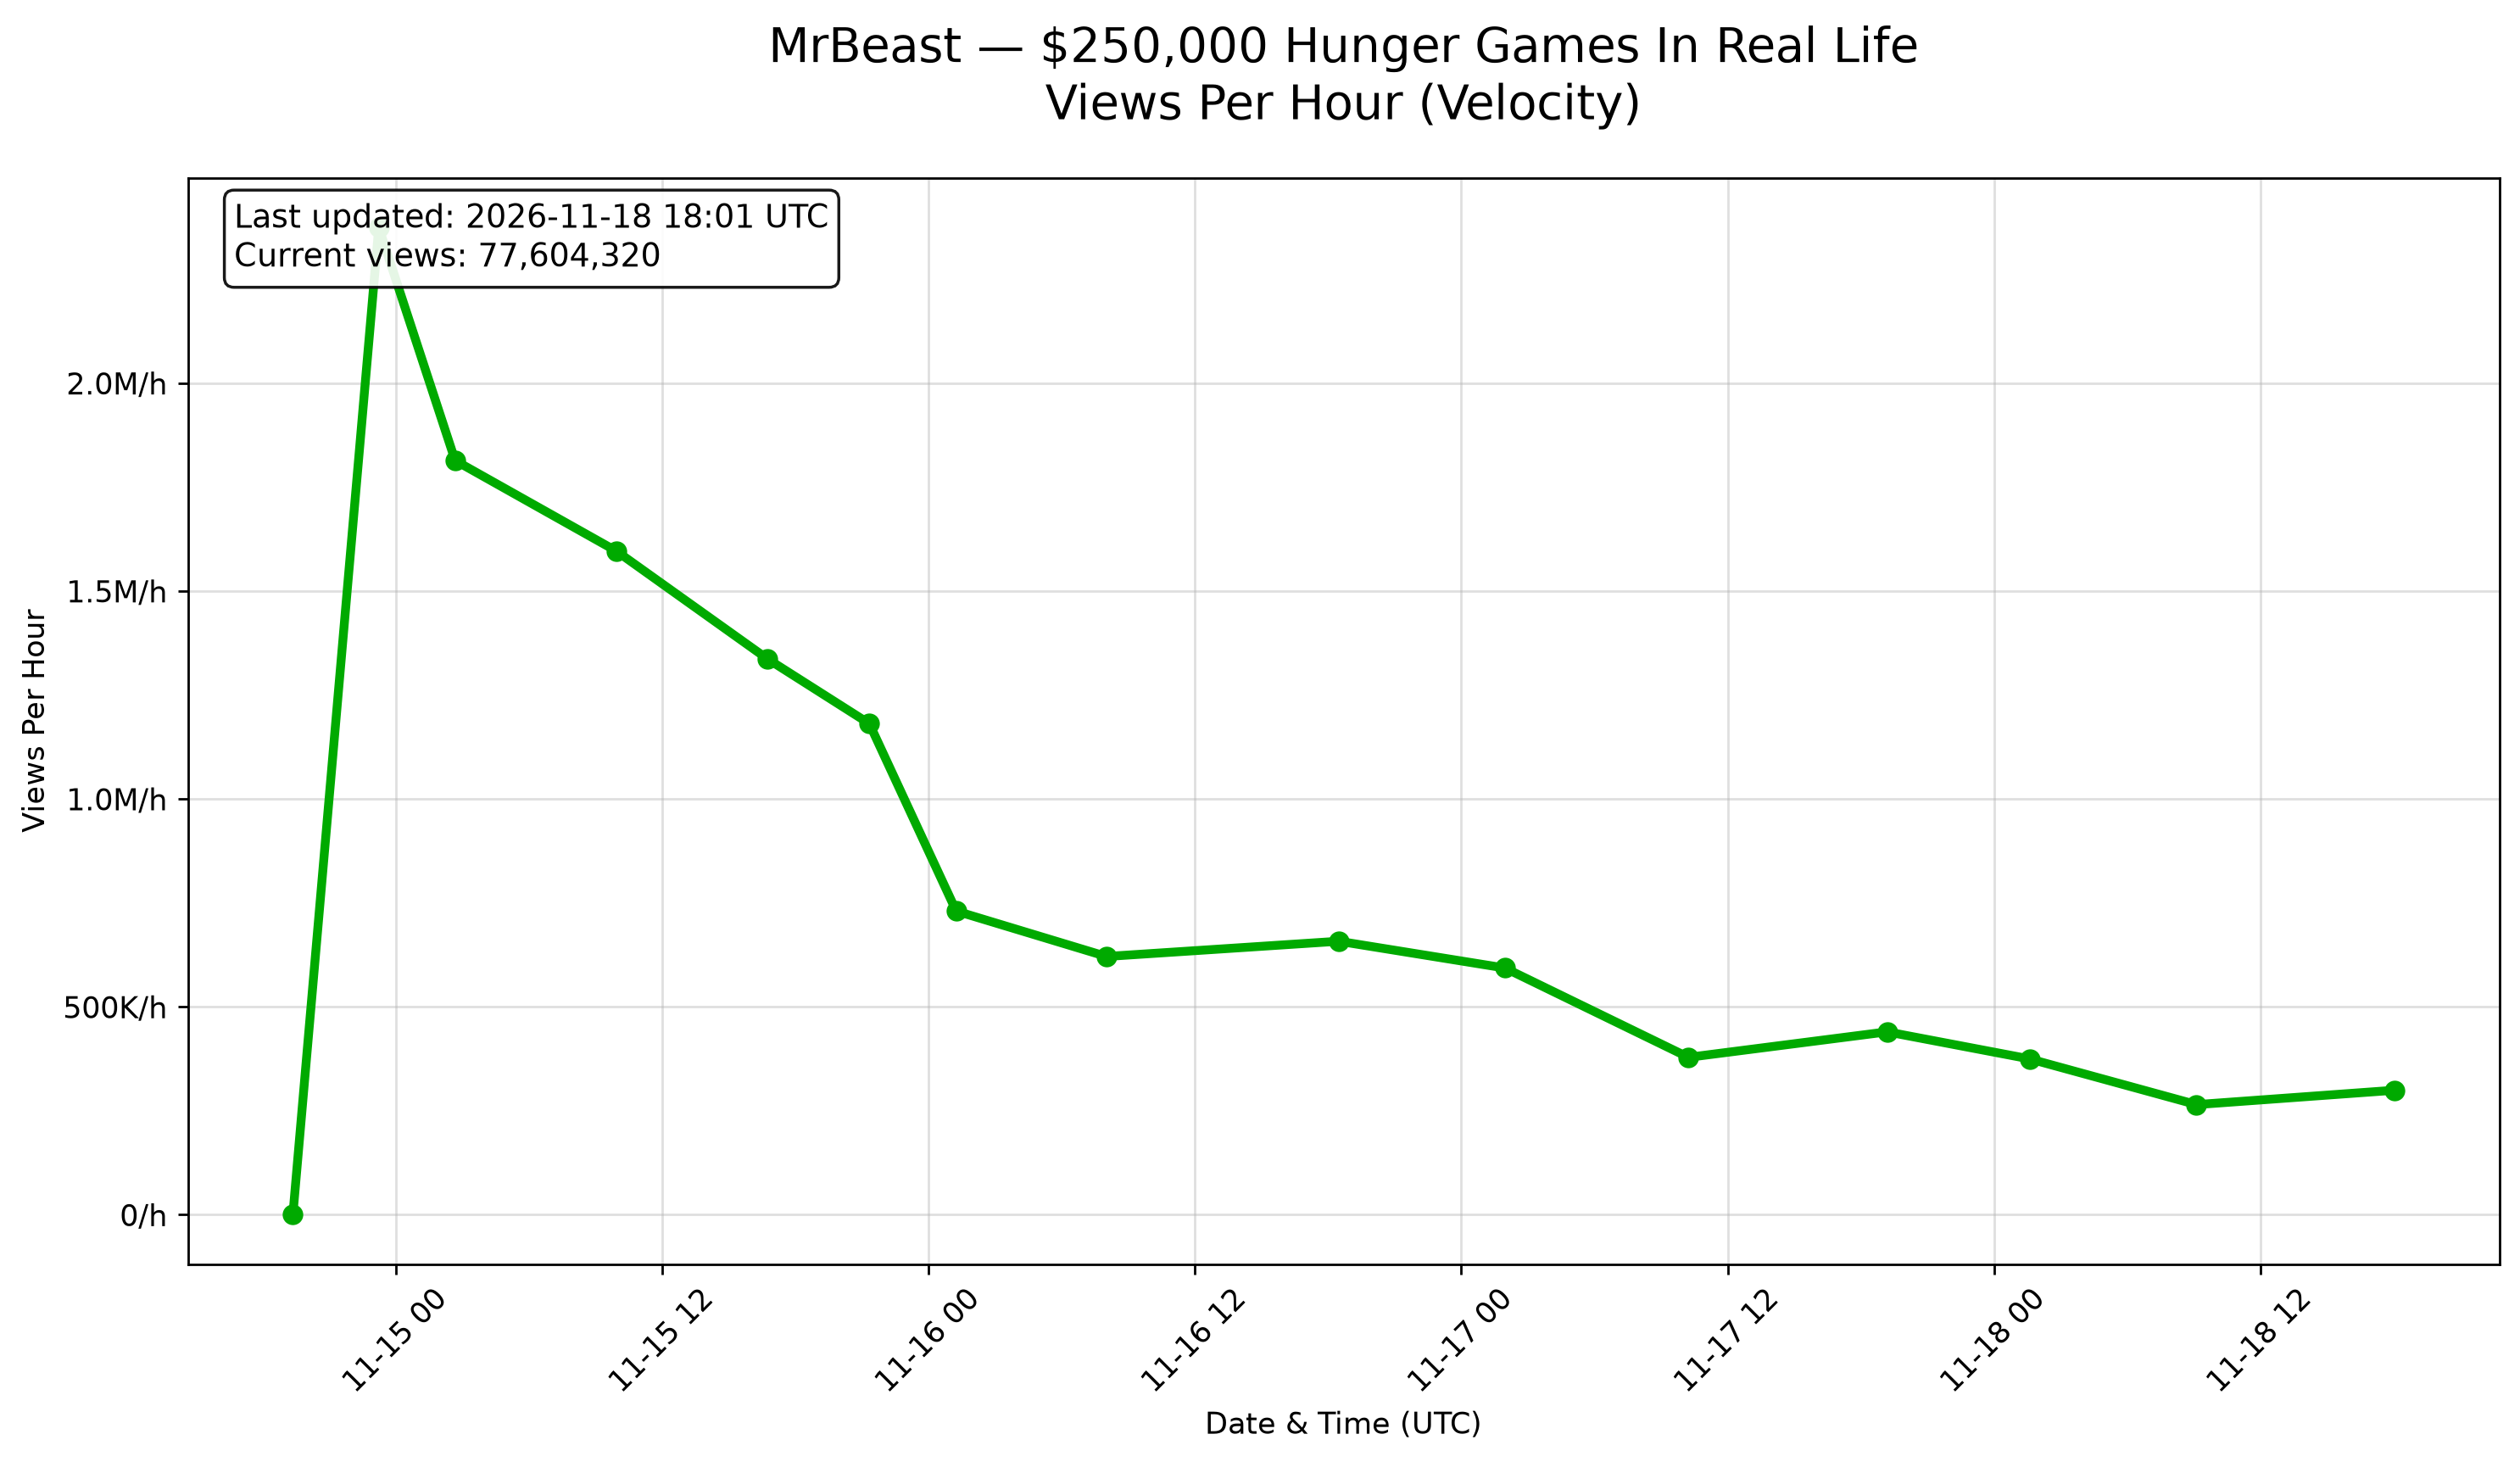 MrBeast — $250,000 Hunger Games In Real Life
Views Per Hour (Velocity)
Last updated: 2026-11-18 18:01 UTC
Current views: 77,604,320
Views Per Hour
2.0M/h
1.5M/h
1.0M/h
500K/h
0/h
11-15 00
11-15 12
11-16 00
11-16 12
11-17 00
11-17 12
11-18 00
11-18 12
Date & Time (UTC)